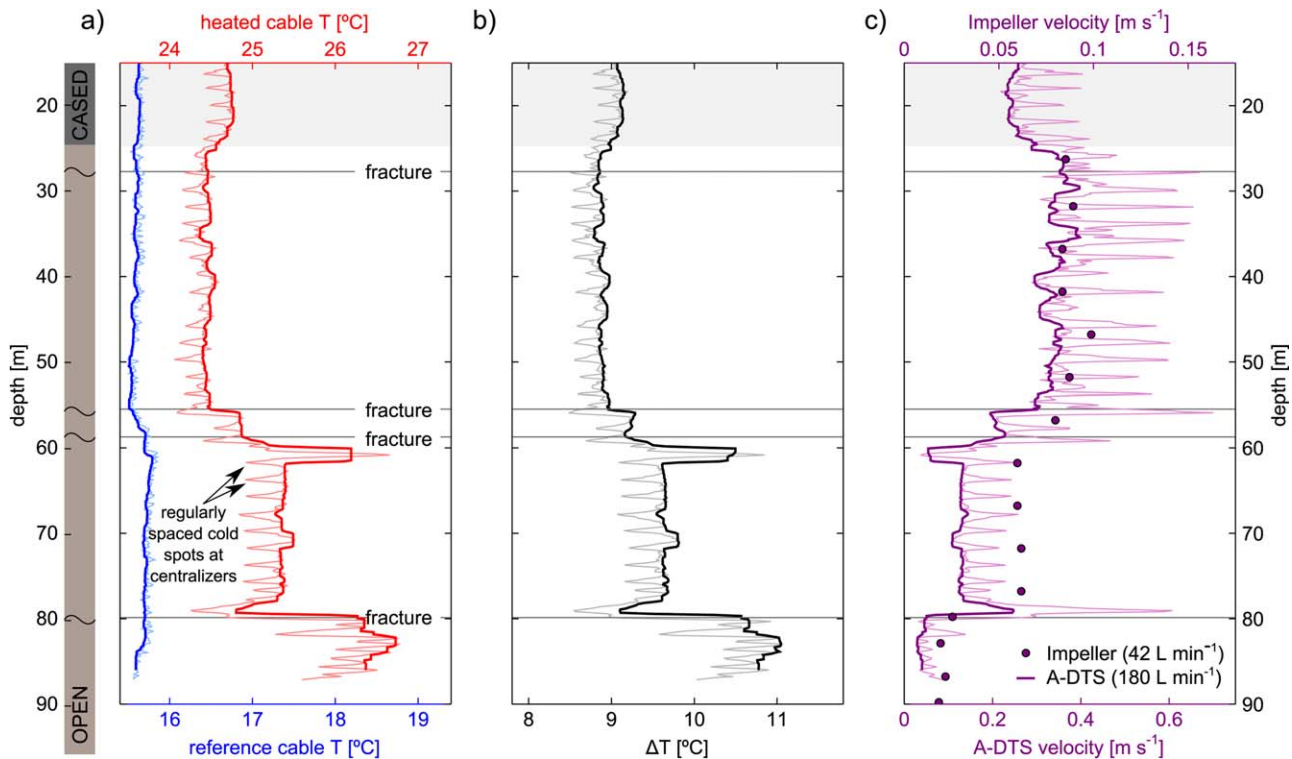 a)
heated cable T [ºC]
24 25 26 27
b)
c)
Impeller velocity [m s⁻¹]
0 0.05 0.1 0.15
CASED
20 20
fracture
30 30
40 40
depth [m]
depth [m]
50 50
fracture
fracture
60 60
regularly
spaced cold
spots at
centralizers
70 70
fracture
80 80
Impeller (42 L min⁻¹)
A-DTS (180 L min⁻¹)
OPEN
90 90
16 17 18 19
reference cable T [ºC]
8 9 10 11
ΔT [ºC]
0 0.2 0.4 0.6
A-DTS velocity [m s⁻¹]